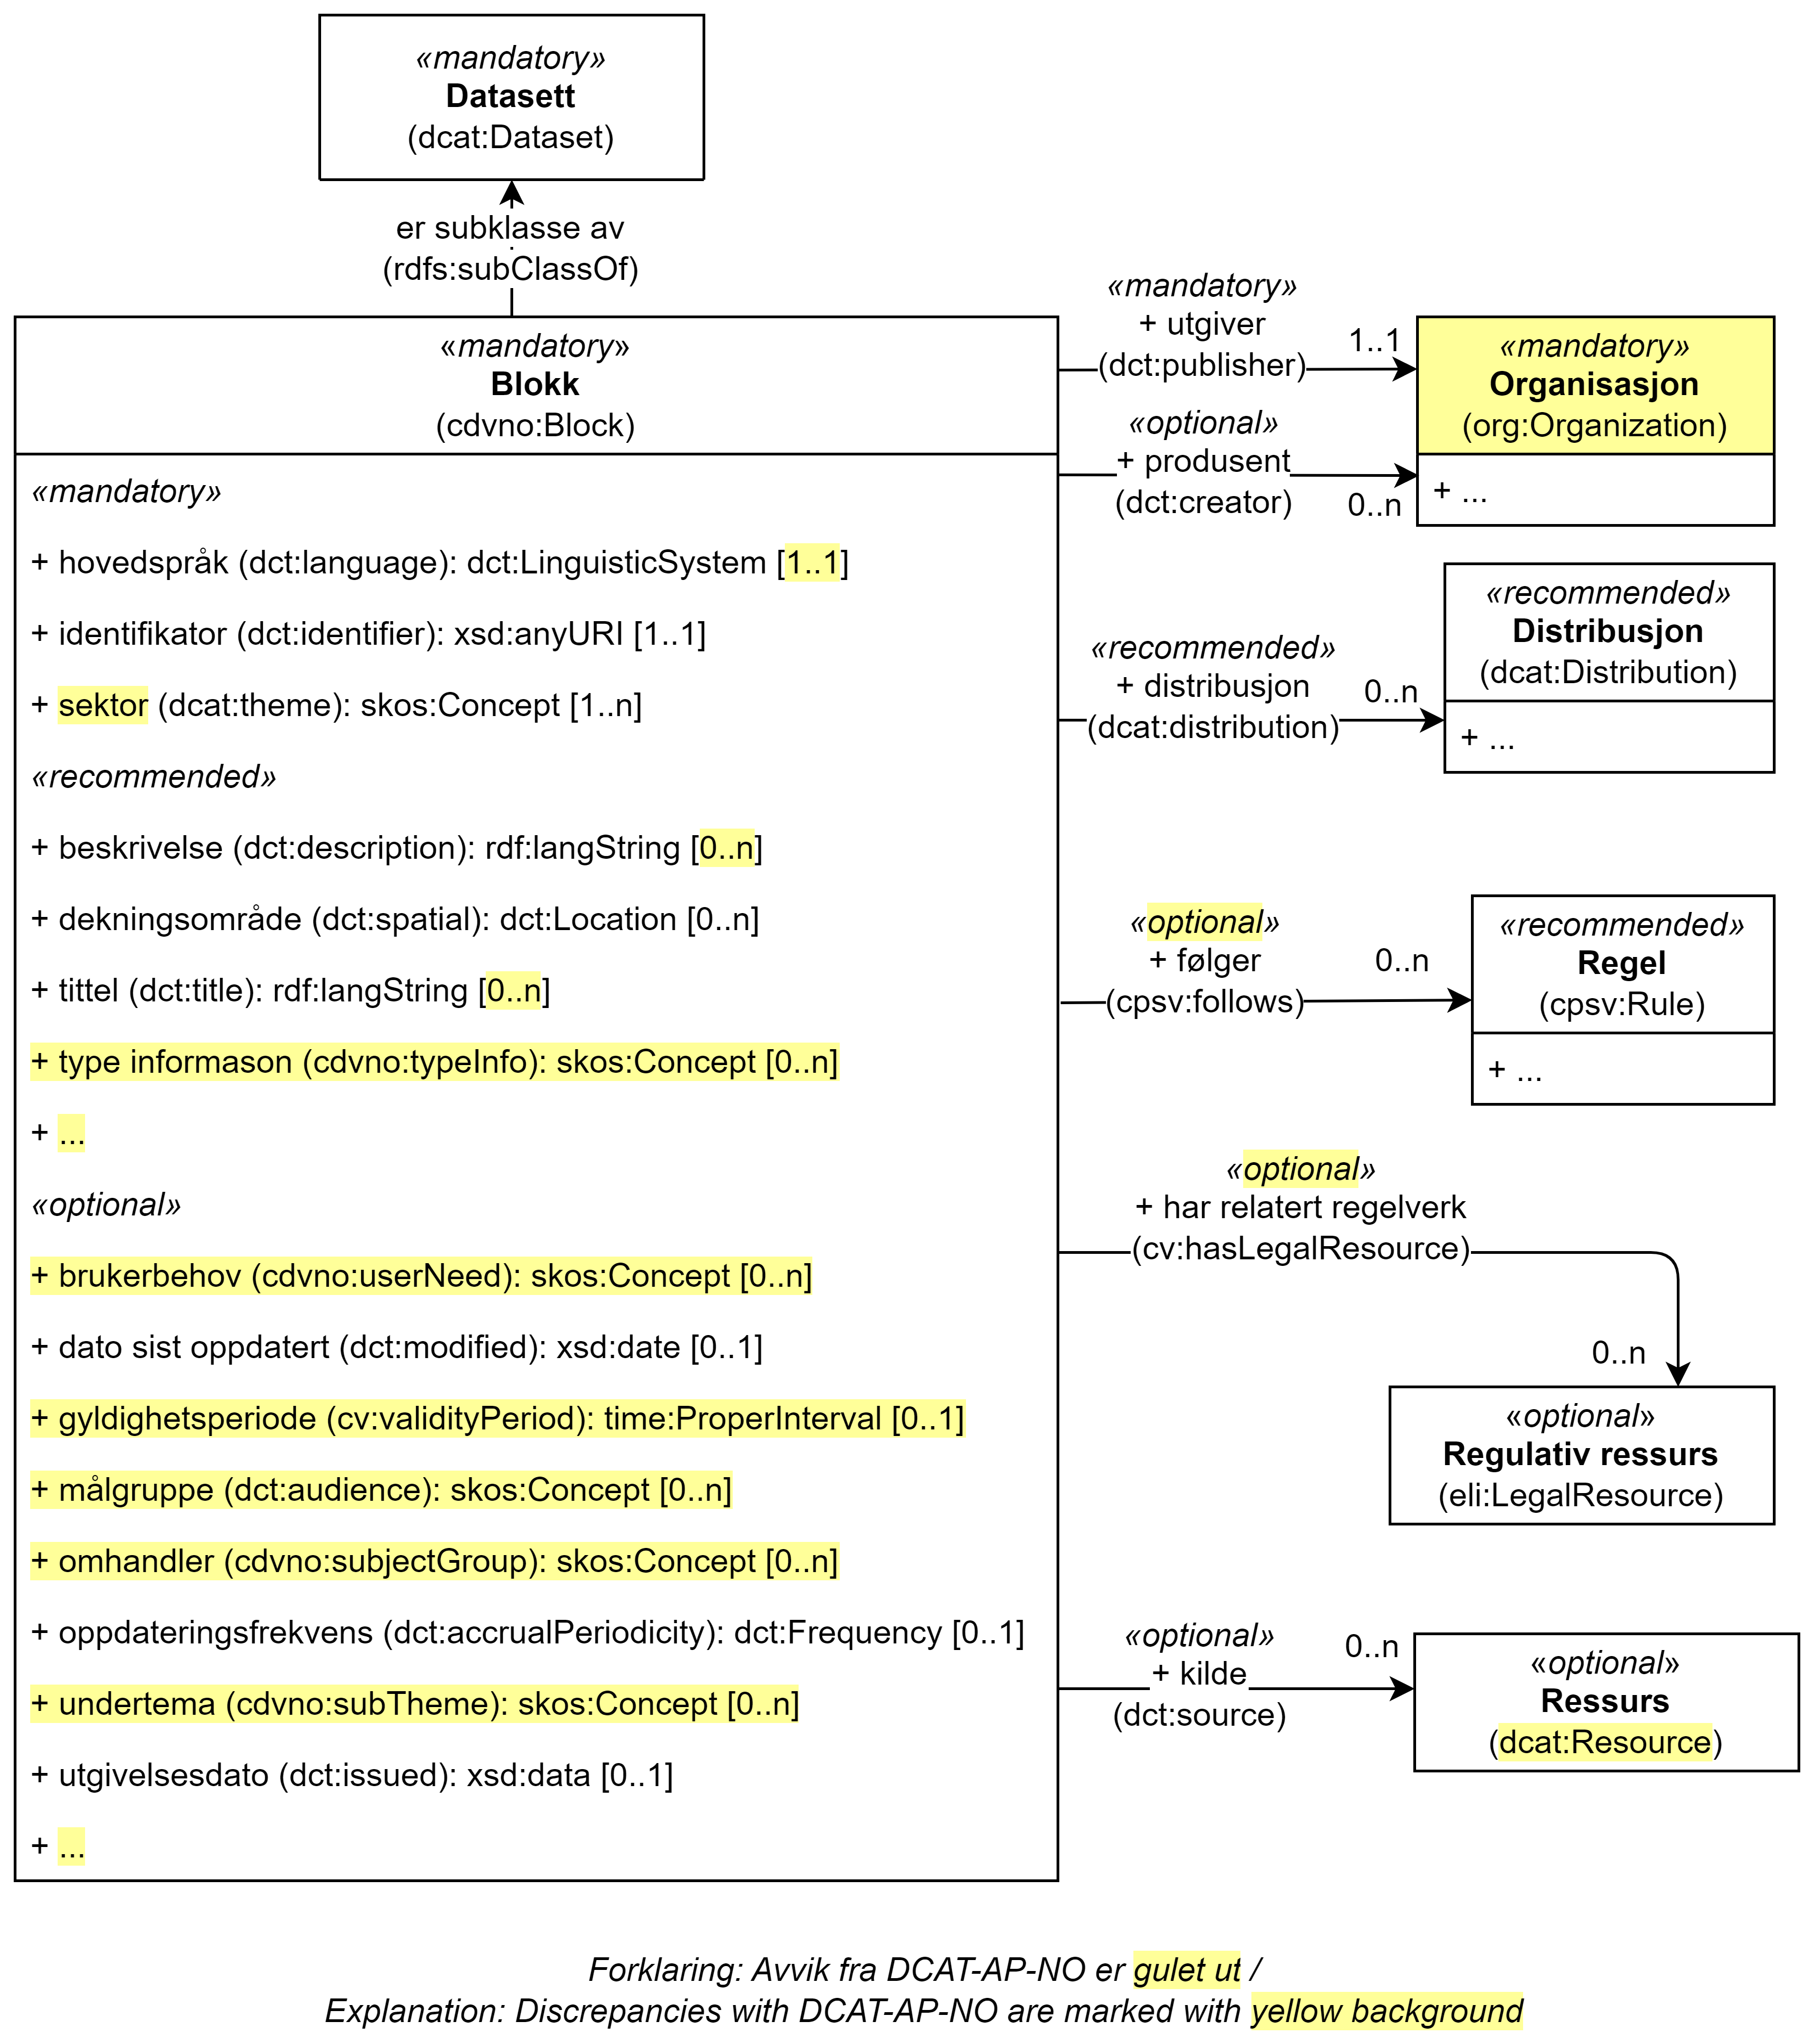 «mandatory»
Datasett
(dcat:Dataset)
er subklasse av
(rdfs:subClassOf)
«mandatory»
Blokk
(cdvno:Block)
«mandatory»
+ hovedspråk (dct:language): dct:LinguisticSystem [1..1]
+ identifikator (dct:identifier): xsd:anyURI [1..1]
+ sektor (dcat:theme): skos:Concept [1..n]
«recommended»
+ beskrivelse (dct:description): rdf:langString [0..n]
+ dekningsområde (dct:spatial): dct:Location [0..n]
+ tittel (dct:title): rdf:langString [0..n]
+ type informason (cdvno:typeInfo): skos:Concept [0..n]
+ ...
«optional»
+ brukerbehov (cdvno:userNeed): skos:Concept [0..n]
+ dato sist oppdatert (dct:modified): xsd:date [0..1]
+ gyldighetsperiode (cv:validityPeriod): time:ProperInterval [0..1]
+ målgruppe (dct:audience): skos:Concept [0..n]
+ omhandler (cdvno:subjectGroup): skos:Concept [0..n]
+ oppdateringsfrekvens (dct:accrualPeriodicity): dct:Frequency [0..1]
+ undertema (cdvno:subTheme): skos:Concept [0..n]
+ utgivelsesdato (dct:issued): xsd:data [0..1]
+ ...
«mandatory»
+ utgiver
(dct:publisher)
1..1
«optional»
+ produsent
(dct:creator)
0..n
«mandatory»
Organisasjon
(org:Organization)
+ ...
«recommended»
+ distribusjon
(dcat:distribution)
0..n
«recommended»
Distribusjon
(dcat:Distribution)
+ ...
«optional»
+ følger
(cpsv:follows)
0..n
«recommended»
Regel
(cpsv:Rule)
+ ...
«optional»
+ har relatert regelverk
(cv:hasLegalResource)
0..n
«optional»
Regulativ ressurs
(eli:LegalResource)
«optional»
+ kilde
(dct:source)
0..n
«optional»
Ressurs
(dcat:Resource)
Forklaring: Avvik fra DCAT-AP-NO er gulet ut /
Explanation: Discrepancies with DCAT-AP-NO are marked with yellow background